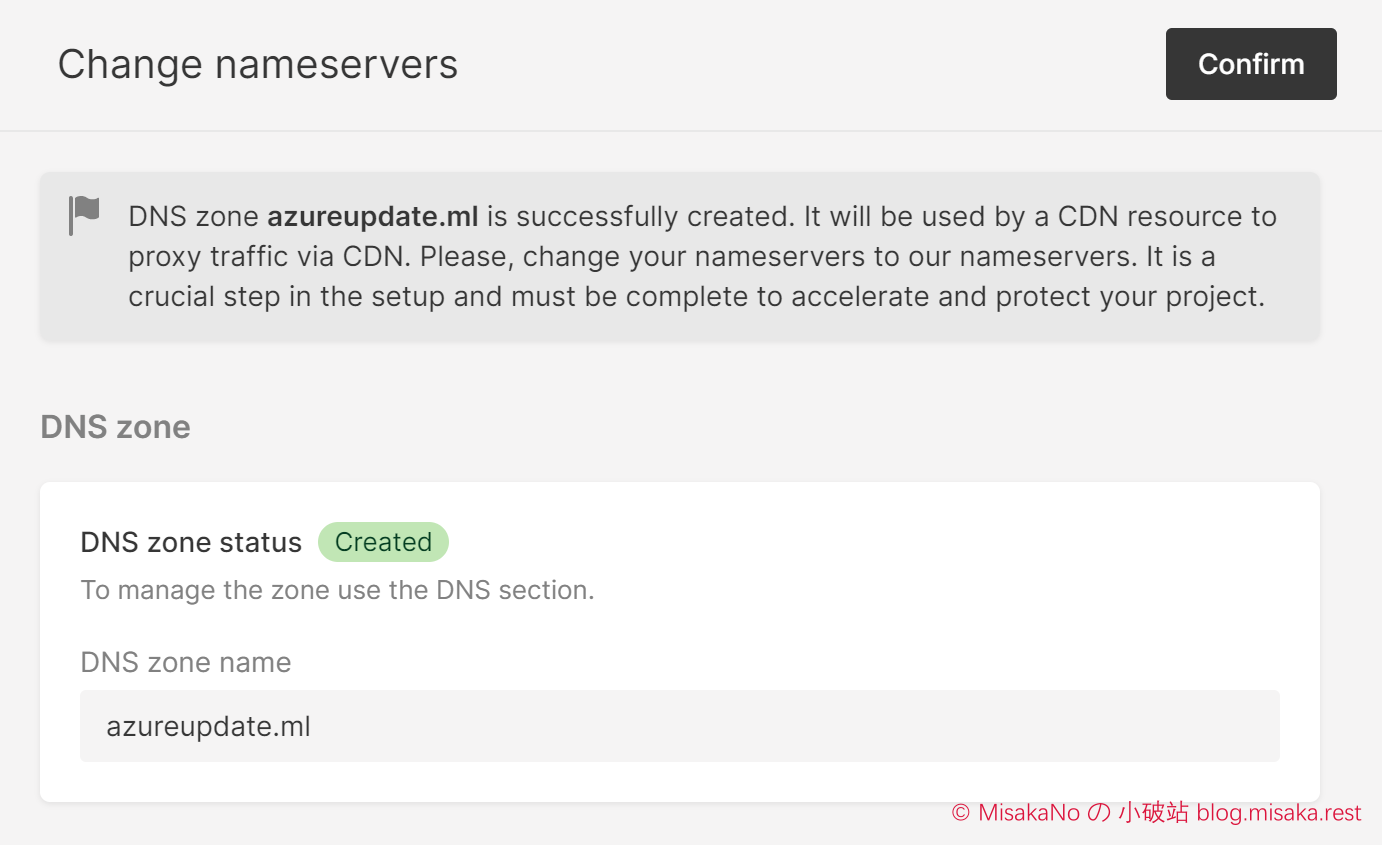 Change nameservers
Confirm
DNS zone azureupdate.ml is successfully created. It will be used by a CDN resource to
proxy traffic via CDN. Please, change your nameservers to our nameservers. It is a
crucial step in the setup and must be complete to accelerate and protect your project.
DNS zone
DNS zone status Created
To manage the zone use the DNS section.
DNS zone name
azureupdate.ml
© MisakaNo の 小破站 blog.misaka.rest